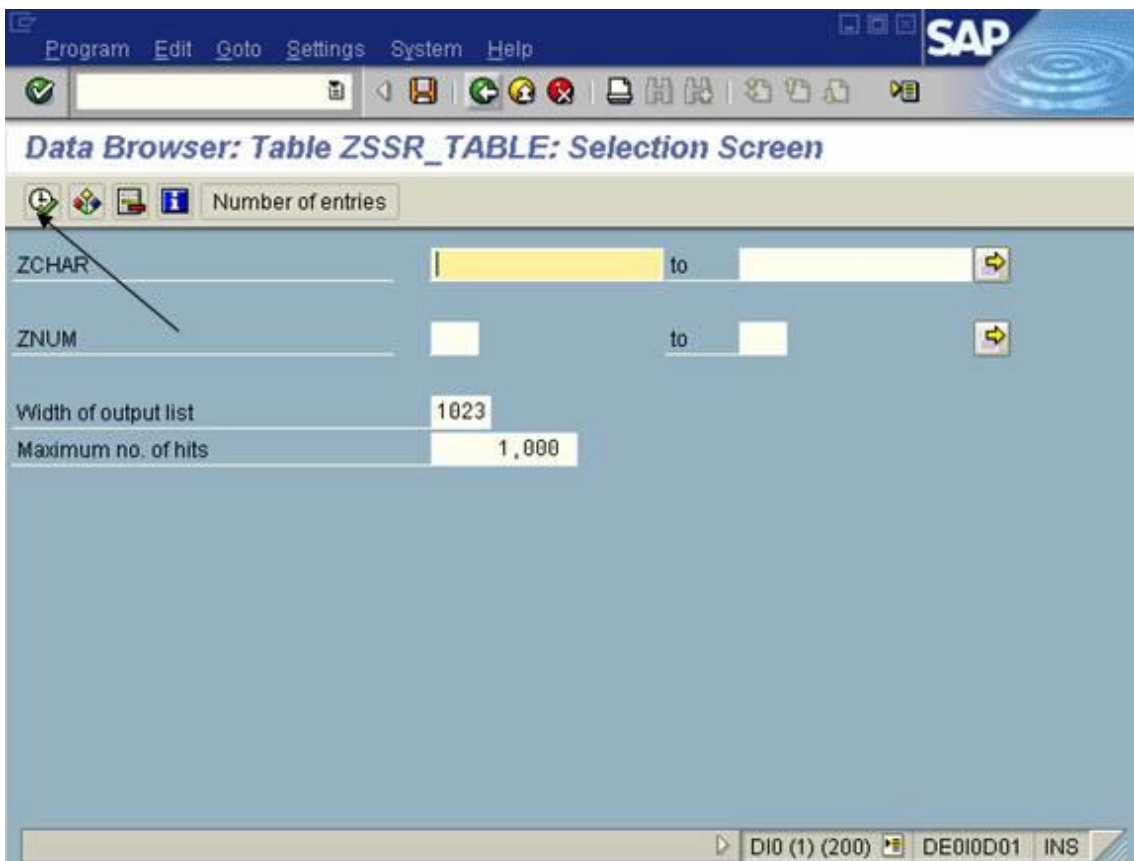 Program Edit Goto Settings System Help
SAP
Data Browser: Table ZSSR_TABLE: Selection Screen
Number of entries
ZCHAR to
ZNUM to
Width of output list 1023
Maximum no. of hits 1,000
DI0 (1) (200) DE0I0D01 INS